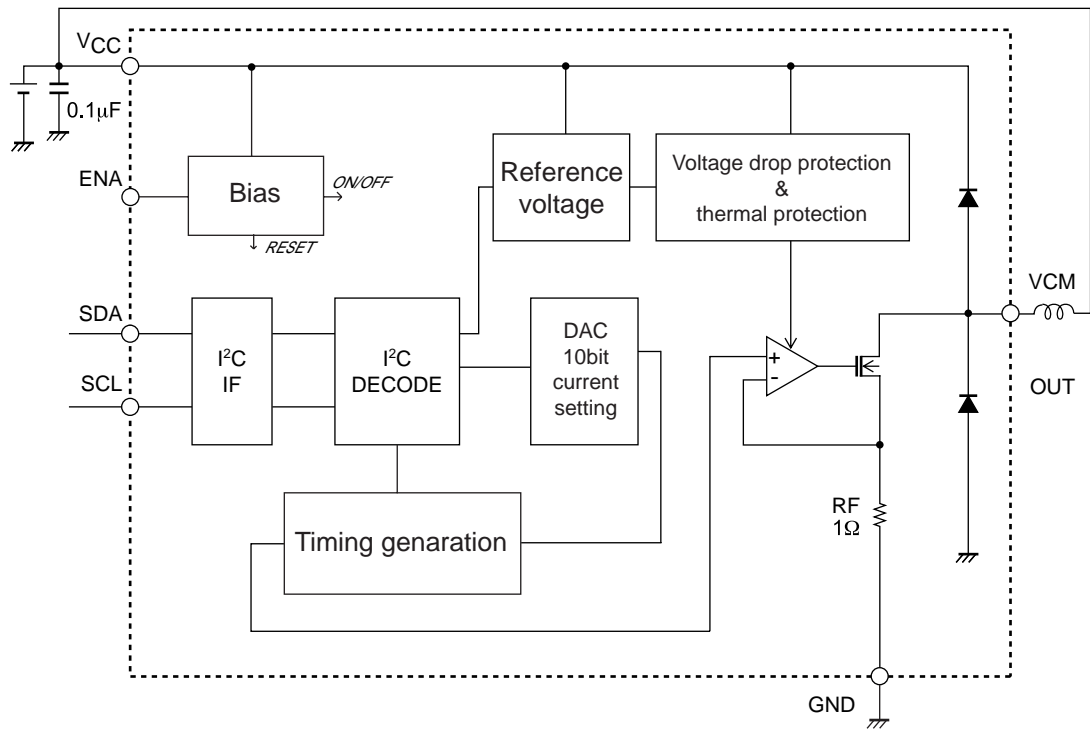 VCC
0.1μF
ENA
Bias
ON/OFF
RESET
Reference
voltage
Voltage drop protection
&
thermal protection
SDA
SCL
I²C
IF
I²C
DECODE
DAC
10bit
current
setting
+
-
VCM
OUT
Timing genaration
RF
1Ω
GND